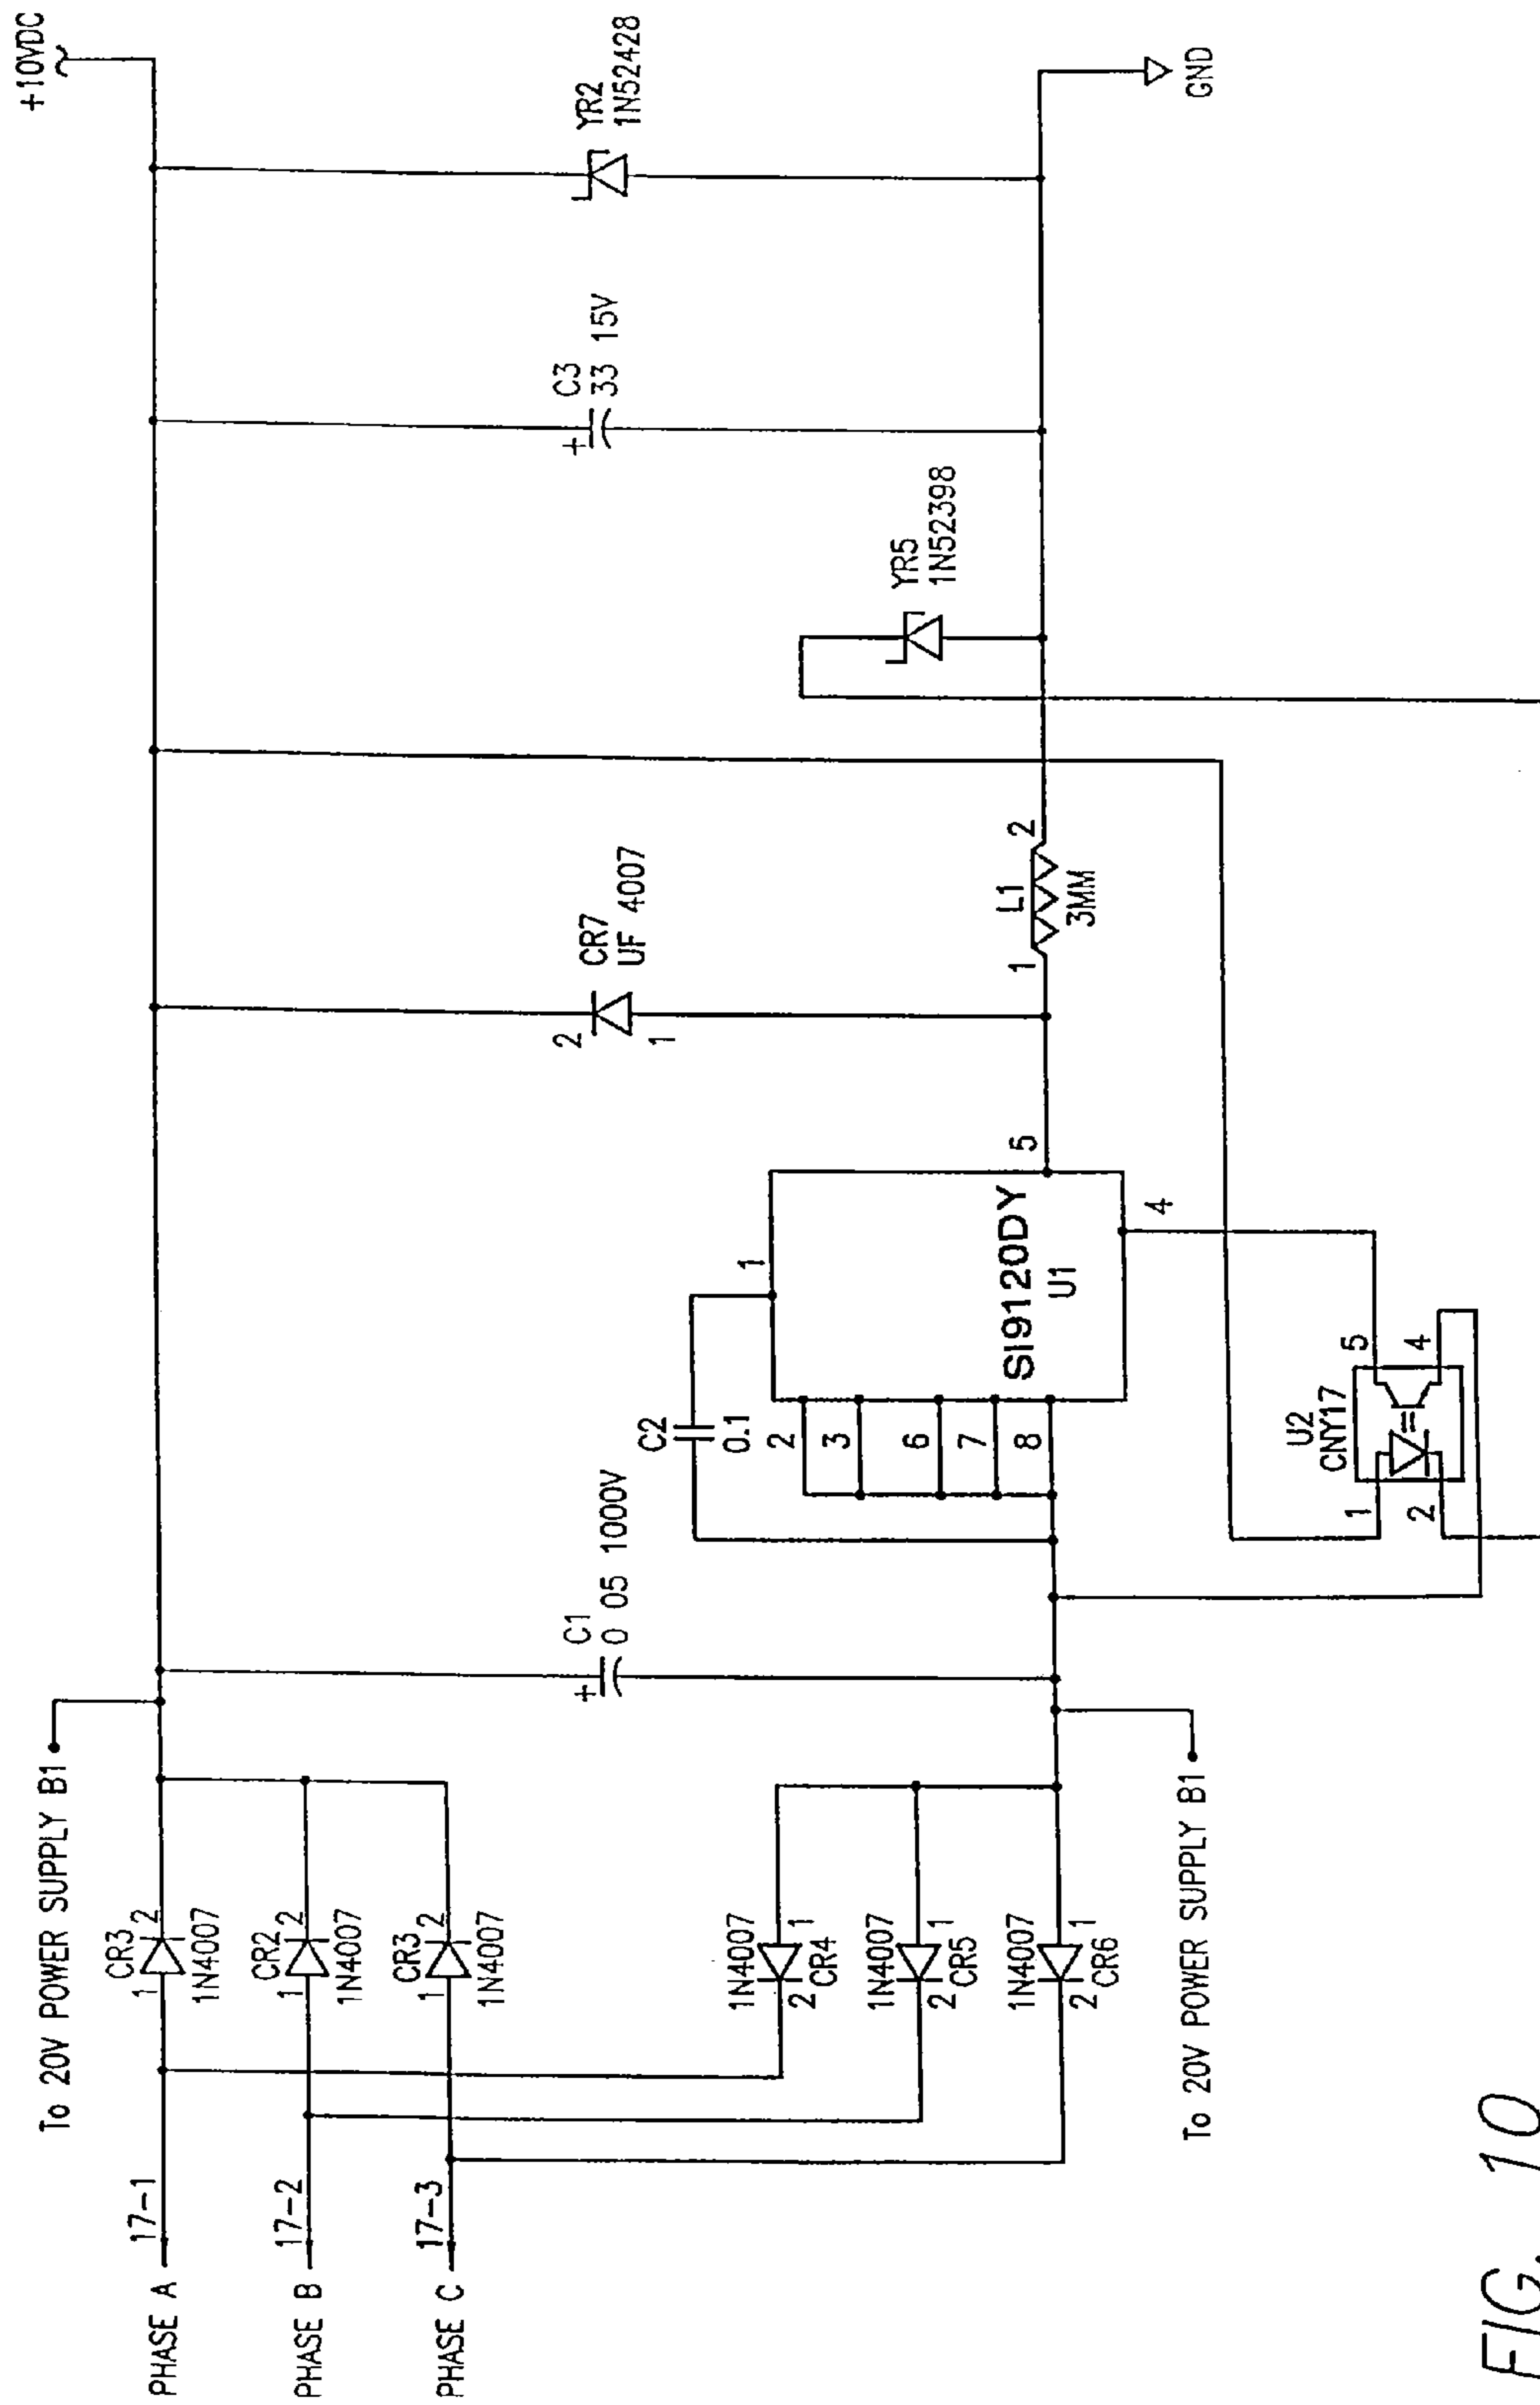 +10VDC
To 20V POWER SUPPLY B1
PHASE A
17-1
CR3
1
2
1N4007
PHASE B
17-2
CR2
1
2
1N4007
PHASE C
17-3
CR3
1
2
1N4007
1N4007
2
1
CR4
1N4007
2
1
CR5
1N4007
2
1
CR6
To 20V POWER SUPPLY B1
+
C1
0 05 1000V
C2
0.1
1
2
3
6
7
8
SI9120DY
U1
5
4
U2
CNY17
1
2
5
4
2
CR7
UF 4007
1
1
L1
2
3MM
YR5
1N52398
+
C3
33 15V
YR2
1N52428
GND
FIG. 10